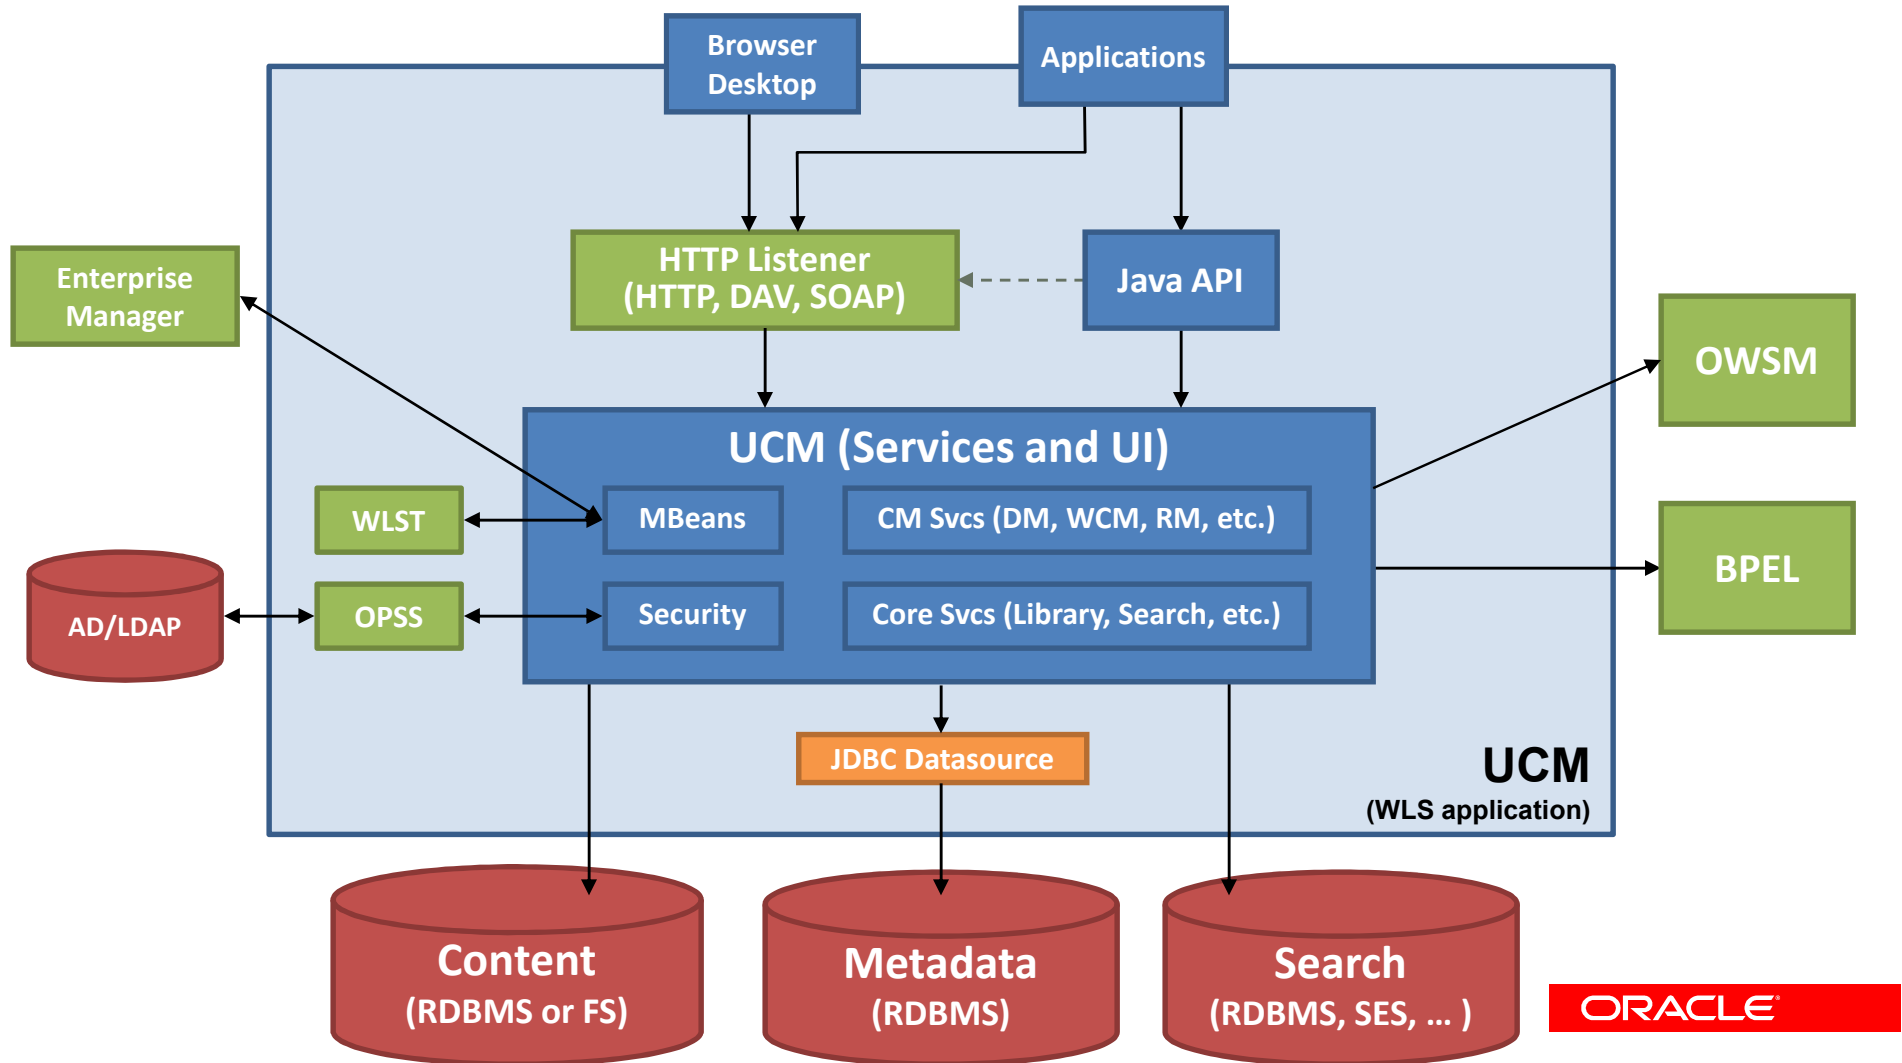 Browser
Desktop
Applications
HTTP Listener
(HTTP, DAV, SOAP)
Java API
Enterprise
Manager
OWSM
UCM (Services and UI)
WLST
MBeans
CM Svcs (DM, WCM, RM, etc.)
BPEL
AD/LDAP
OPSS
Security
Core Svcs (Library, Search, etc.)
JDBC Datasource
UCM
(WLS application)
Content
(RDBMS or FS)
Metadata
(RDBMS)
Search
(RDBMS, SES, ... )
ORACLE